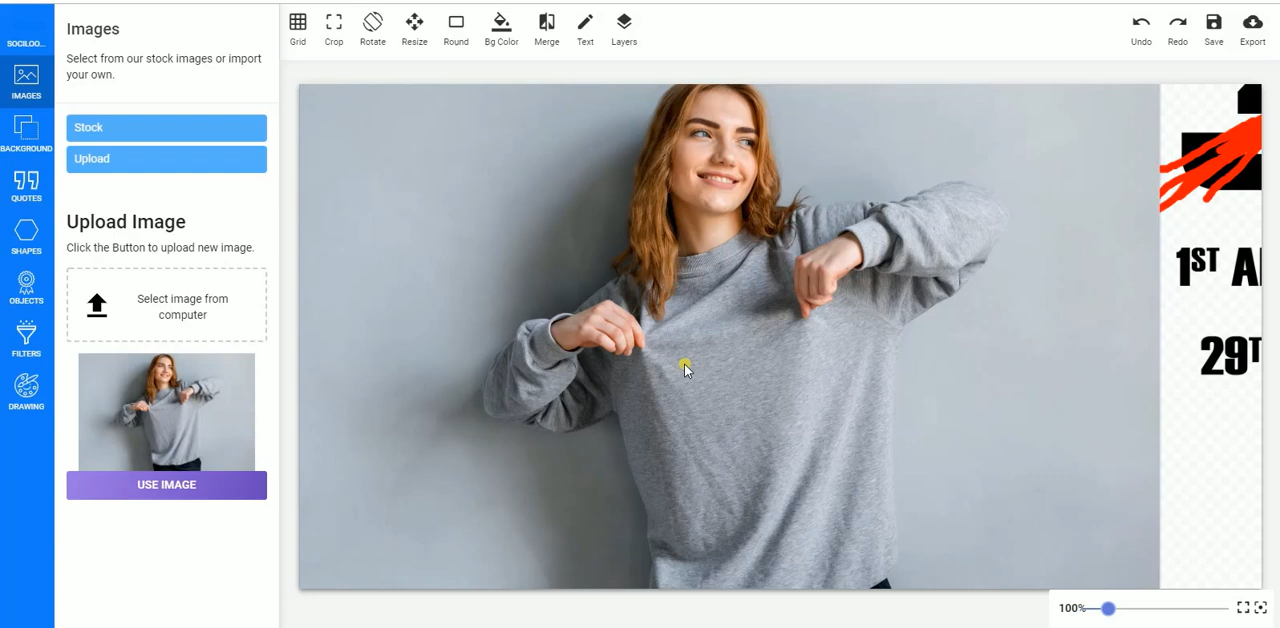 SOCILOO...
IMAGES
BACKGROUND
QUOTES
SHAPES
OBJECTS
FILTERS
DRAWING
Images
Select from our stock images or import
your own.
Stock
Upload
Upload Image
Click the Button to upload new image.
Select image from
computer
USE IMAGE
Grid
Crop
Rotate
Resize
Round
Bg Color
Merge
Text
Layers
Undo
Redo
Save
Export
1ST A
29T
100%